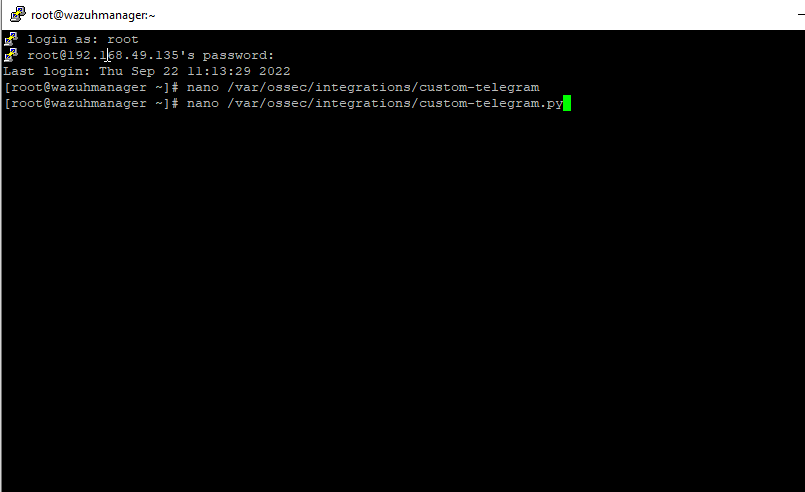 root@wazuhmanager:~
login as: root
root@192.168.49.135's password:
Last login: Thu Sep 22 11:13:29 2022
[root@wazuhmanager ~]# nano /var/ossec/integrations/custom-telegram
[root@wazuhmanager ~]# nano /var/ossec/integrations/custom-telegram.py